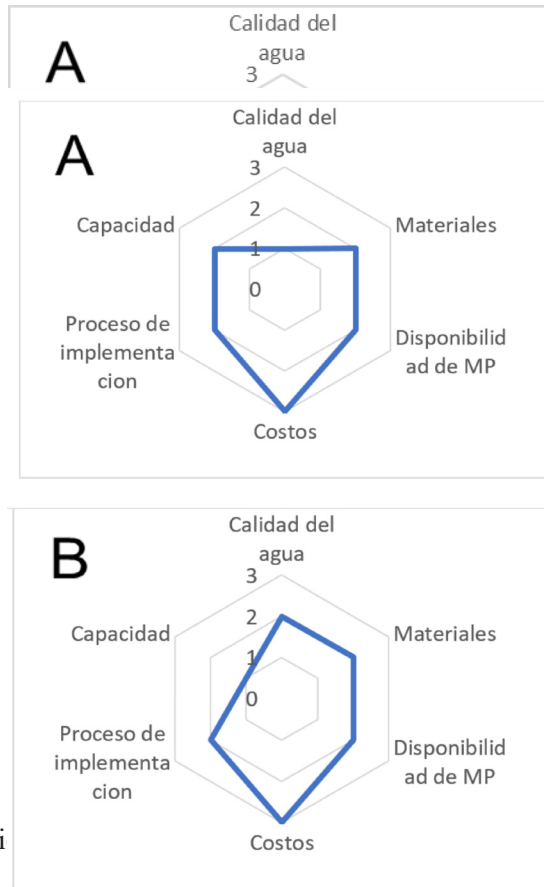 Calidad del
agua
A
3
Calidad del
agua
A
3
2
Capacidad
Materiales
1
0
Proceso de
implementa
cion
Disponibilid
ad de MP
Costos
Calidad del
agua
B
3
2
Capacidad
Materiales
1
0
Proceso de
implementa
cion
Disponibilid
ad de MP
Costos